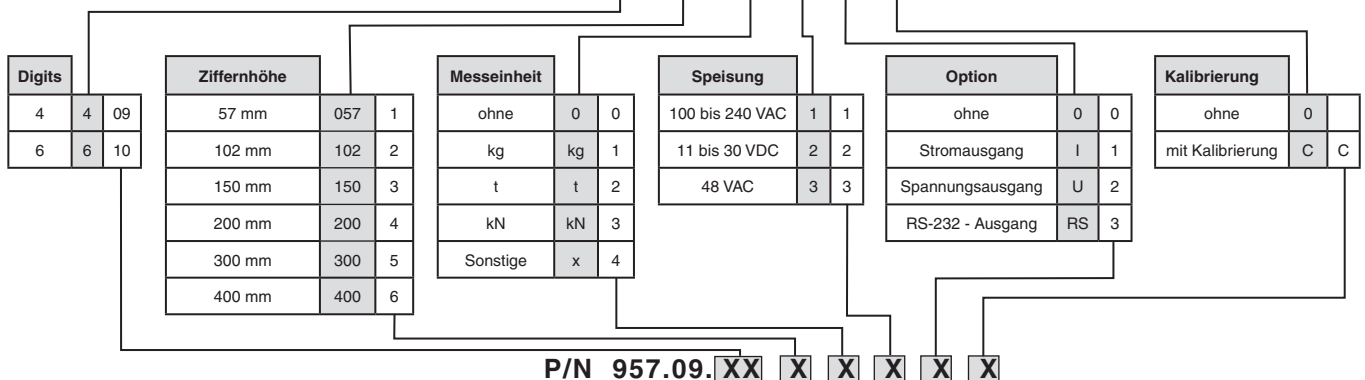 Digits
4 4 09
6 6 10
Ziffernhöhe
57 mm 057 1
102 mm 102 2
150 mm 150 3
200 mm 200 4
300 mm 300 5
400 mm 400 6
Messeinheit
ohne 0 0
kg kg 1
t t 2
kN kN 3
Sonstige x 4
Speisung
100 bis 240 VAC 1 1
11 bis 30 VDC 2 2
48 VAC 3 3
Option
ohne 0 0
Stromausgang I 1
Spannungsausgang U 2
RS-232 - Ausgang RS 3
Kalibrierung
ohne 0
mit Kalibrierung C C
P/N 957.09. XX X X X X X